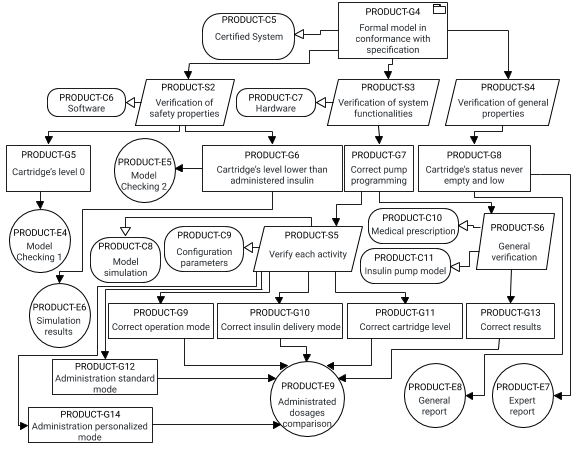 PRODUCT-C5
Certified System
PRODUCT-G4
Formal model in
conformance with
specification
PRODUCT-C6
Software
PRODUCT-S2
Verification of
safety properties
PRODUCT-C7
Hardware
PRODUCT-S3
Verification of system
functionalities
PRODUCT-S4
Verification of general
properties
PRODUCT-G5
Cartridge's level 0
PRODUCT-E5
Model
Checking 2
PRODUCT-G6
Cartridge's level lower than
administered insulin
PRODUCT-G7
Correct pump
programming
PRODUCT-G8
Cartridge's status never
empty and low
PRODUCT-E4
Model
Checking 1
PRODUCT-C8
Model
simulation
PRODUCT-C9
Configuration
parameters
PRODUCT-S5
Verify each activity
PRODUCT-C10
Medical prescription
PRODUCT-C11
Insulin pump model
PRODUCT-S6
General
verification
PRODUCT-E6
Simulation
results
PRODUCT-G9
Correct operation mode
PRODUCT-G10
Correct insulin delivery mode
PRODUCT-G11
Correct cartridge level
PRODUCT-G13
Correct results
PRODUCT-G12
Administration standard
mode
PRODUCT-E9
Administrated
dosages
comparison
PRODUCT-E8
General
report
PRODUCT-E7
Expert
report
PRODUCT-G14
Administration personalized
mode